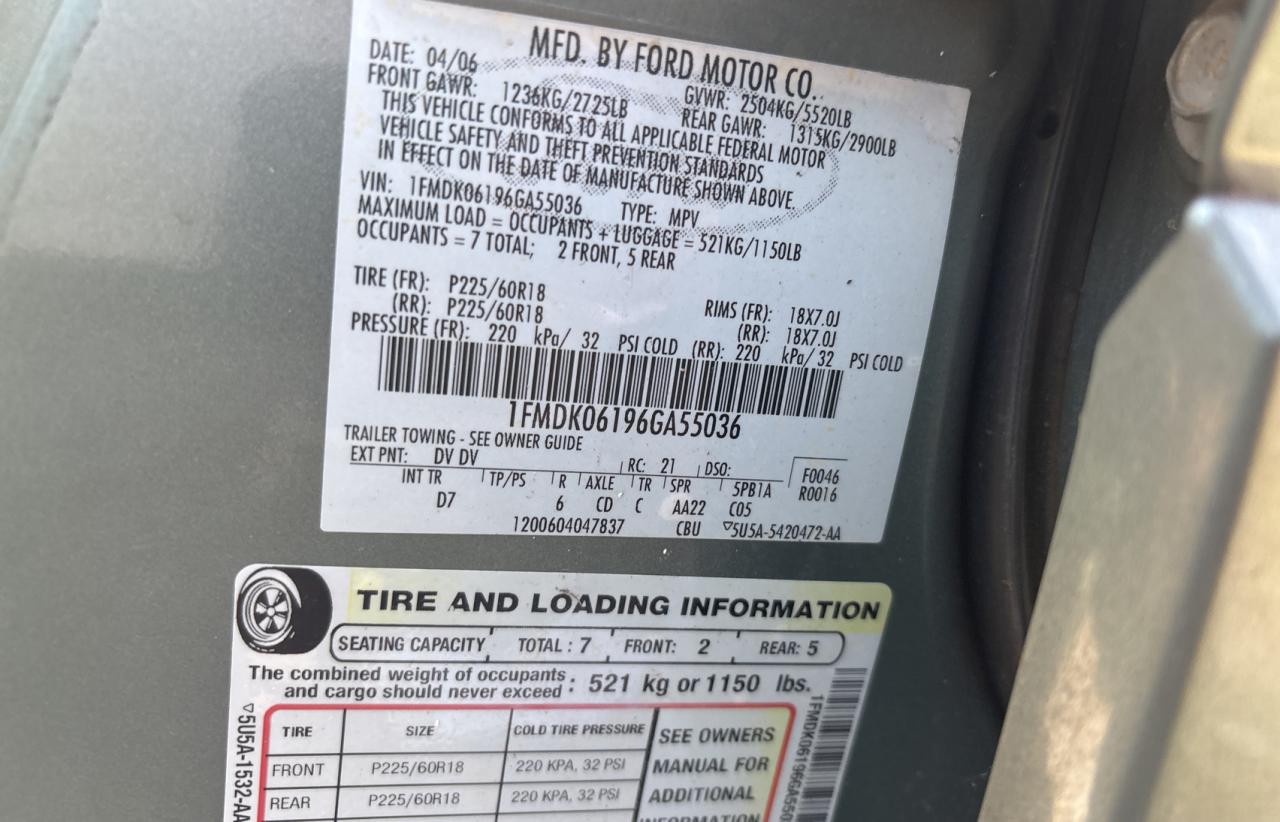 MFD. BY FORD MOTOR CO.
DATE: 04/06 GVWR: 2504KG/5520LB
FRONT GAWR: 1236KG/2725LB REAR GAWR: 1315KG/2900LB
THIS VEHICLE CONFORMS TO ALL APPLICABLE FEDERAL MOTOR
VEHICLE SAFETY AND THEFT PREVENTION STANDARDS
IN EFFECT ON THE DATE OF MANUFACTURE SHOWN ABOVE.
VIN: 1FMDK06196GA55036 TYPE: MPV
MAXIMUM LOAD = OCCUPANTS + LUGGAGE = 521KG/1150LB
OCCUPANTS = 7 TOTAL; 2 FRONT, 5 REAR
TIRE (FR): P225/60R18 RIMS (FR): 18X7.0J
(RR): P225/60R18 (RR): 18X7.0J
PRESSURE (FR): 220 kPa/ 32 PSI COLD (RR): 220 kPa/ 32 PSI COLD
1FMDK06196GA55036
TRAILER TOWING - SEE OWNER GUIDE
EXT PNT: DV DV RC: 21 DSO: F0046
INT TR TP/PS R AXLE TR SPR 5PB1A R0016
D7 6 CD C AA22 C05
1200604047837 CBU ▽5U5A-5420472-AA
TIRE AND LOADING INFORMATION
SEATING CAPACITY TOTAL : 7 FRONT: 2 REAR: 5
The combined weight of occupants
and cargo should never exceed : 521 kg or 1150 lbs.
TIRE SIZE COLD TIRE PRESSURE SEE OWNERS
FRONT P225/60R18 220 KPA, 32 PSI MANUAL FOR
REAR P225/60R18 220 KPA, 32 PSI ADDITIONAL
INFORMATION
▽5U5A-1532-AA
1FMDK06196GA5503